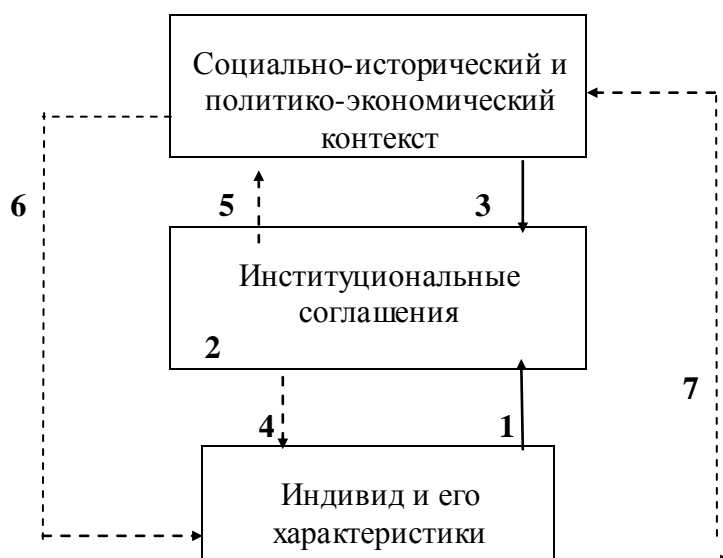 Социально-исторический и
политико-экономический
контекст
6
5
3
Институциональные
соглашения
2
7
4
1
Индивид и его
характеристики